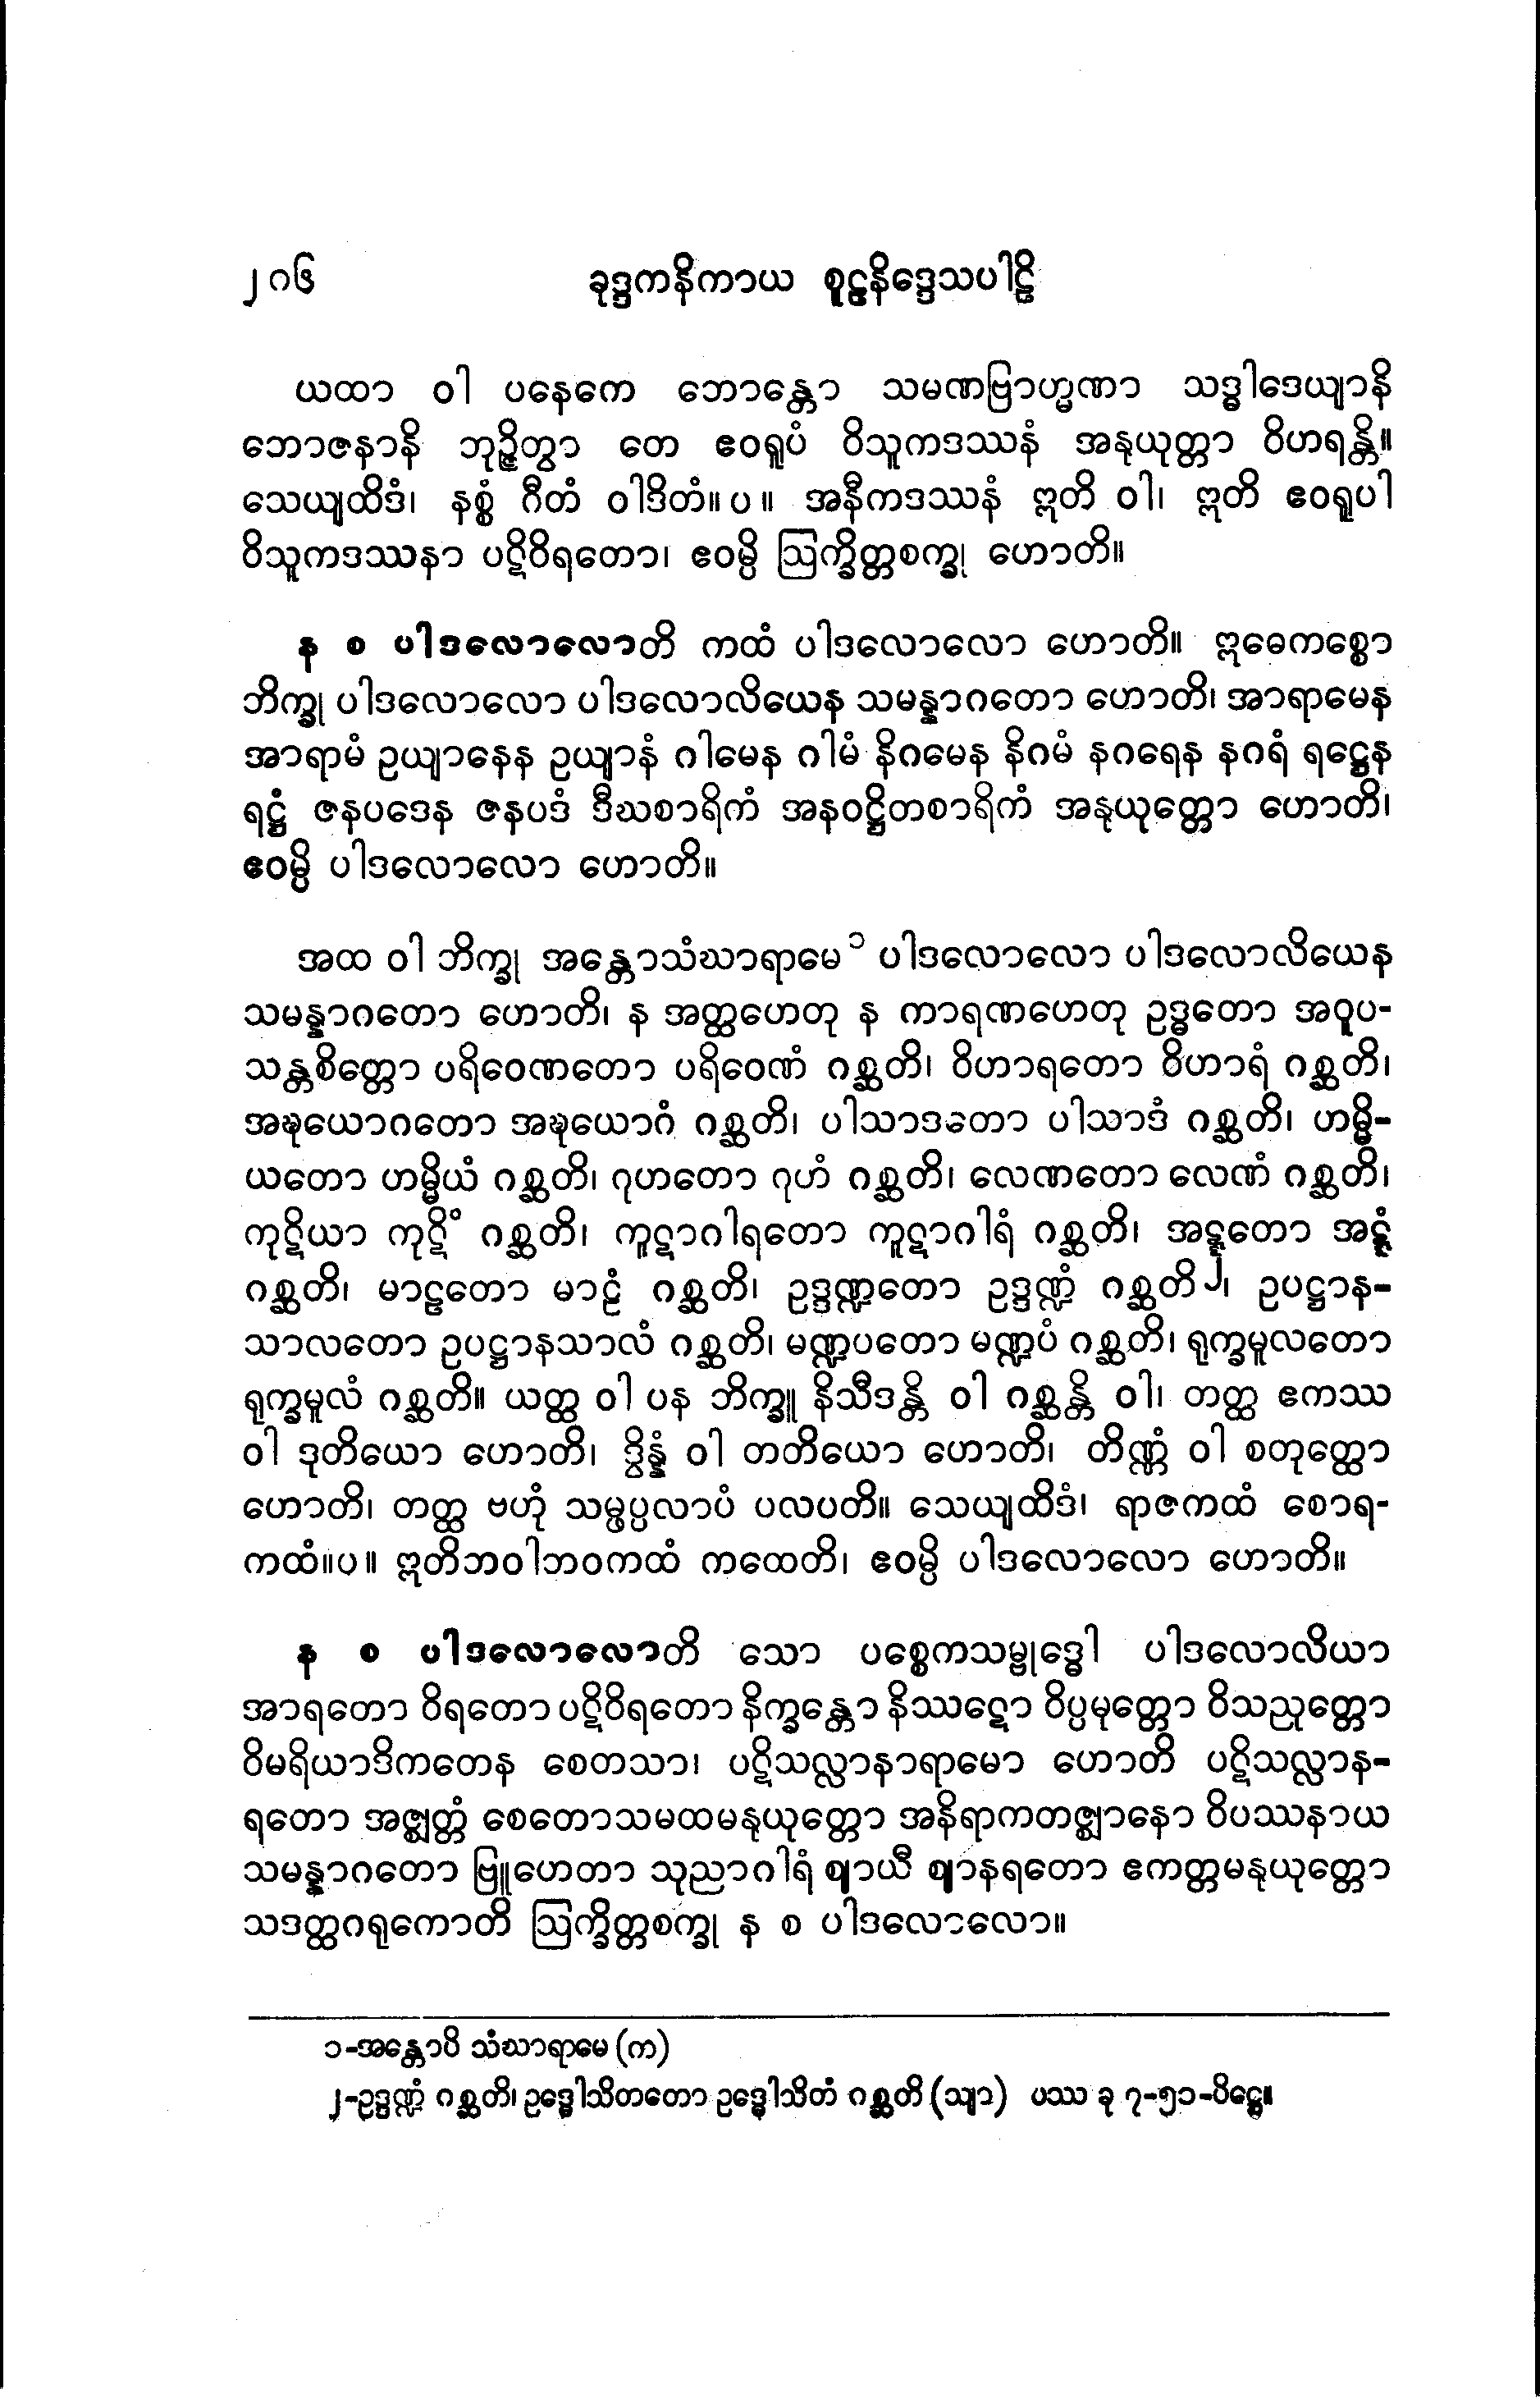 ၂၀၆ ခုဒ္ဒကနိကာယ စူဠနိဒ္ဒေသပါဠိ
ယထာ ဝါ ပနေကေ ဘောန္တော သမဏဗြာဟ္မဏာ သဒ္ဓါဒေယျာနိ
ဘောဇနာနိ ဘုဉ္ဇိတွာ တေ ဧဝရူပံ ဝိသူကဒဿနံ အနုယုတ္တာ ဝိဟရန္တိ။
သေယျထိဒံ၊ နစ္စံ ဂီတံ ဝါဒိတံ။ပ။ အနီကဒဿနံ ဣတိ ဝါ၊ ဣတိ ဧဝရူပါ
ဝိသူကဒဿနာ ပဋိဝိရတော၊ ဧဝမ္ပိ ဩက္ခိတ္တစက္ခု ဟောတိ။
န စ ပါဒလောလောတိ ကထံ ပါဒလောလော ဟောတိ။ ဣဓေကစ္စော
ဘိက္ခု ပါဒလောလော ပါဒလောလိယေန သမန္နာဂတော ဟောတိ၊ အာရာမေန
အာရာမံ ဥယျာနေန ဥယျာနံ ဂါမေန ဂါမံ နိဂမေန နိဂမံ နဂရေန နဂရံ ရဋ္ဌေန
ရဋ္ဌံ ဇနပဒေန ဇနပဒံ ဒီဃစာရိကံ အနဝဋ္ဌိတစာရိကံ အနုယုတ္တော ဟောတိ၊
ဧဝမ္ပိ ပါဒလောလော ဟောတိ။
အထ ဝါ ဘိက္ခု အန္တောသံဃာရာမေ ၁ ပါဒလောလော ပါဒလောလိယေန
သမန္နာဂတော ဟောတိ၊ န အတ္ထဟေတု န ကာရဏဟေတု ဥဒ္ဓတော အဝူပ-
သန္တစိတ္တော ပရိဝေဏတော ပရိဝေဏံ ဂစ္ဆတိ၊ ဝိဟာရတော ဝိဟာရံ ဂစ္ဆတိ၊
အဍ္ဎယောဂတော အဍ္ဎယောဂံ ဂစ္ဆတိ၊ ပါသာဒတော ပါသာဒံ ဂစ္ဆတိ၊ ဟမ္မိ-
ယတော ဟမ္မိယံ ဂစ္ဆတိ၊ ဂုဟတော ဂုဟံ ဂစ္ဆတိ၊ လေဏတော လေဏံ ဂစ္ဆတိ၊
ကုဋိယာ ကုဋိံ ဂစ္ဆတိ၊ ကူဋာဂါရတော ကူဋာဂါရံ ဂစ္ဆတိ၊ အဋ္ဋတော အဋ္ဋံ
ဂစ္ဆတိ၊ မာဠတော မာဠံ ဂစ္ဆတိ၊ ဥဒ္ဒဏ္ဍတော ဥဒ္ဒဏ္ဍံ ဂစ္ဆတိ ၂၊ ဥပဋ္ဌာန-
သာလတော ဥပဋ္ဌာနသာလံ ဂစ္ဆတိ၊ မဏ္ဍပတော မဏ္ဍပံ ဂစ္ဆတိ၊ ရုက္ခမူလတော
ရုက္ခမူလံ ဂစ္ဆတိ။ ယတ္ထ ဝါ ပန ဘိက္ခူ နိသီဒန္တိ ဝါ ဂစ္ဆန္တိ ဝါ၊ တတ္ထ ဧကဿ
ဝါ ဒုတိယော ဟောတိ၊ ဒွိန္နံ ဝါ တတိယော ဟောတိ၊ တိဏ္ဏံ ဝါ စတုတ္ထော
ဟောတိ၊ တတ္ထ ဗဟုံ သမ္ဖပ္ပလာပံ ပလပတိ။ သေယျထိဒံ၊ ရာဇကထံ စောရ-
ကထံ။ပ။ ဣတိဘဝါဘဝကထံ ကထေတိ၊ ဧဝမ္ပိ ပါဒလောလော ဟောတိ။
န စ ပါဒလောလောတိ သော ပစ္စေကသမ္ဗုဒ္ဓေါ ပါဒလောလိယာ
အာရတော ဝိရတော ပဋိဝိရတော နိက္ခန္တော နိဿဋော ဝိပ္ပမုတ္တော ဝိသညုတ္တော
ဝိမရိယာဒိကတေန စေတသာ၊ ပဋိသလ္လာနာရာမော ဟောတိ ပဋိသလ္လာန-
ရတော အဇ္ဈတ္တံ စေတောသမထမနုယုတ္တော အနိရာကတဇ္ဈာနော ဝိပဿနာယ
သမန္နာဂတော ဗြူဟေတာ သုညာဂါရံ ဈာယီ ဈာနရတော ဧကတ္တမနုယုတ္တော
သဒတ္ထဂရုကောတိ ဩက္ခိတ္တစက္ခု န စ ပါဒလောလော။
၁-အန္တောပိ သံဃာရာမေ (က)
၂-ဥဒ္ဒဏ္ဍံ ဂစ္ဆတိ၊ ဥဒ္ဓေါသိတတော ဥဒ္ဓေါသိတံ ဂစ္ဆတိ (သျာ) ပဿ ခု ၇-၅၁-ပိဋ္ဌေ။